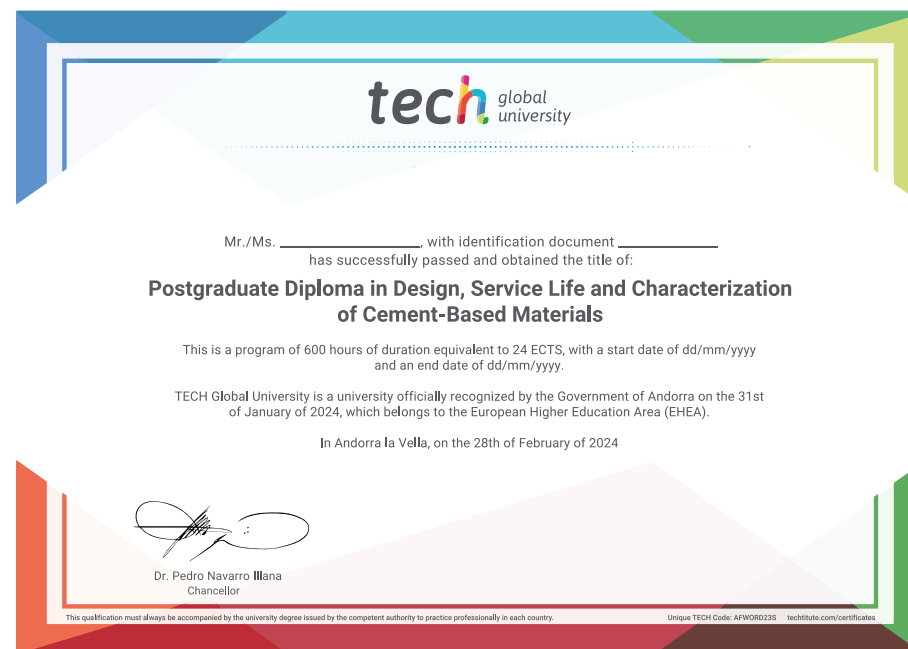 tech global university
Mr./Ms. ____________, with identification document ____________
has successfully passed and obtained the title of:
Postgraduate Diploma in Design, Service Life and Characterization
of Cement-Based Materials
This is a program of 600 hours of duration equivalent to 24 ECTS, with a start date of dd/mm/yyyy
and an end date of dd/mm/yyyy.
TECH Global University is a university officially recognized by the Government of Andorra on the 31st
of January of 2024, which belongs to the European Higher Education Area (EHEA).
In Andorra la Vella, on the 28th of February of 2024
Dr. Pedro Navarro Illana
Chancellor
This qualification must always be accompanied by the university degree issued by the competent authority to practice professionally in each country.
Unique TECH Code: AFWORD23S techtitute.com/certificates